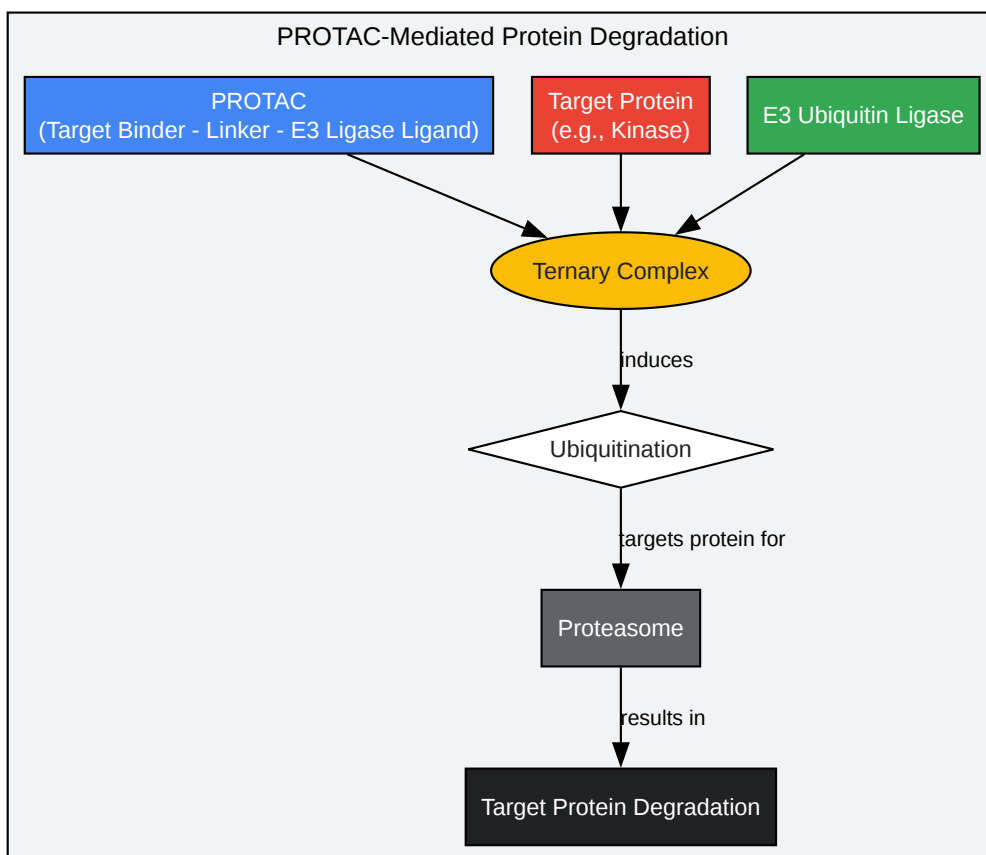 PROTAC-Mediated Protein Degradation
PROTAC
(Target Binder - Linker - E3 Ligase Ligand)
Target Protein
(e.g., Kinase)
E3 Ubiquitin Ligase
Ternary Complex
induces
Ubiquitination
targets protein for
Proteasome
results in
Target Protein Degradation